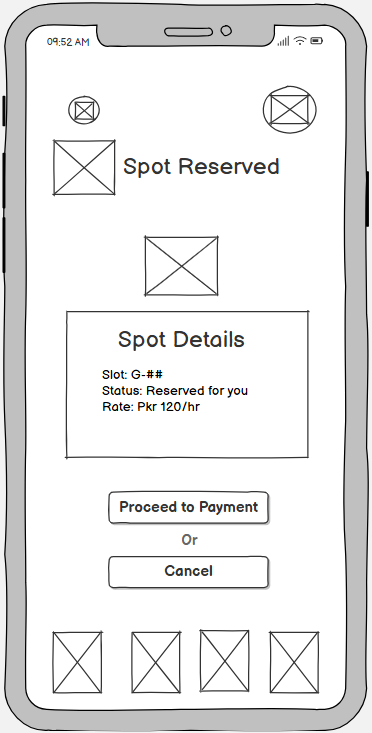 09:52 AM
Spot Reserved
Spot Details
Slot: G-##
Status: Reserved for you
Rate: Pkr 120/hr
Proceed to Payment
Or
Cancel